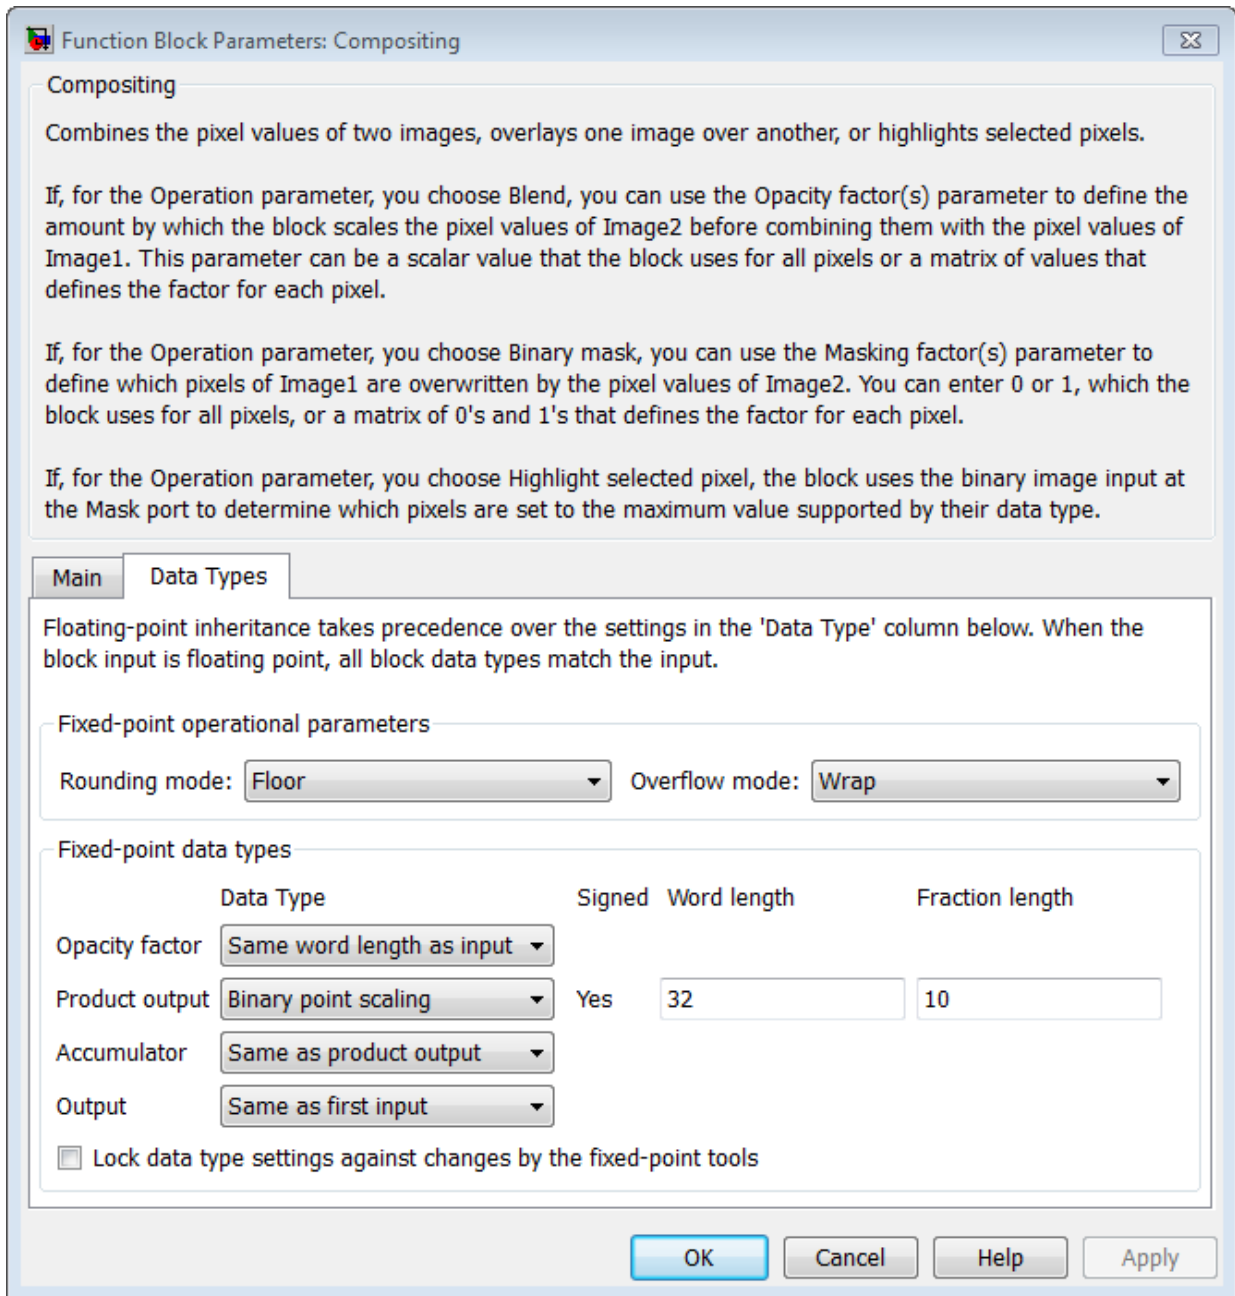 Function Block Parameters: Compositing
Compositing
Combines the pixel values of two images, overlays one image over another, or highlights selected pixels.
If, for the Operation parameter, you choose Blend, you can use the Opacity factor(s) parameter to define the
amount by which the block scales the pixel values of Image2 before combining them with the pixel values of
Image1. This parameter can be a scalar value that the block uses for all pixels or a matrix of values that
defines the factor for each pixel.
If, for the Operation parameter, you choose Binary mask, you can use the Masking factor(s) parameter to
define which pixels of Image1 are overwritten by the pixel values of Image2. You can enter 0 or 1, which the
block uses for all pixels, or a matrix of 0's and 1's that defines the factor for each pixel.
If, for the Operation parameter, you choose Highlight selected pixel, the block uses the binary image input at
the Mask port to determine which pixels are set to the maximum value supported by their data type.
Main Data Types
Floating-point inheritance takes precedence over the settings in the 'Data Type' column below. When the
block input is floating point, all block data types match the input.
Fixed-point operational parameters
Rounding mode: Floor Overflow mode: Wrap
Fixed-point data types
Data Type Signed Word length Fraction length
Opacity factor Same word length as input
Product output Binary point scaling Yes 32 10
Accumulator Same as product output
Output Same as first input
Lock data type settings against changes by the fixed-point tools
OK Cancel Help Apply